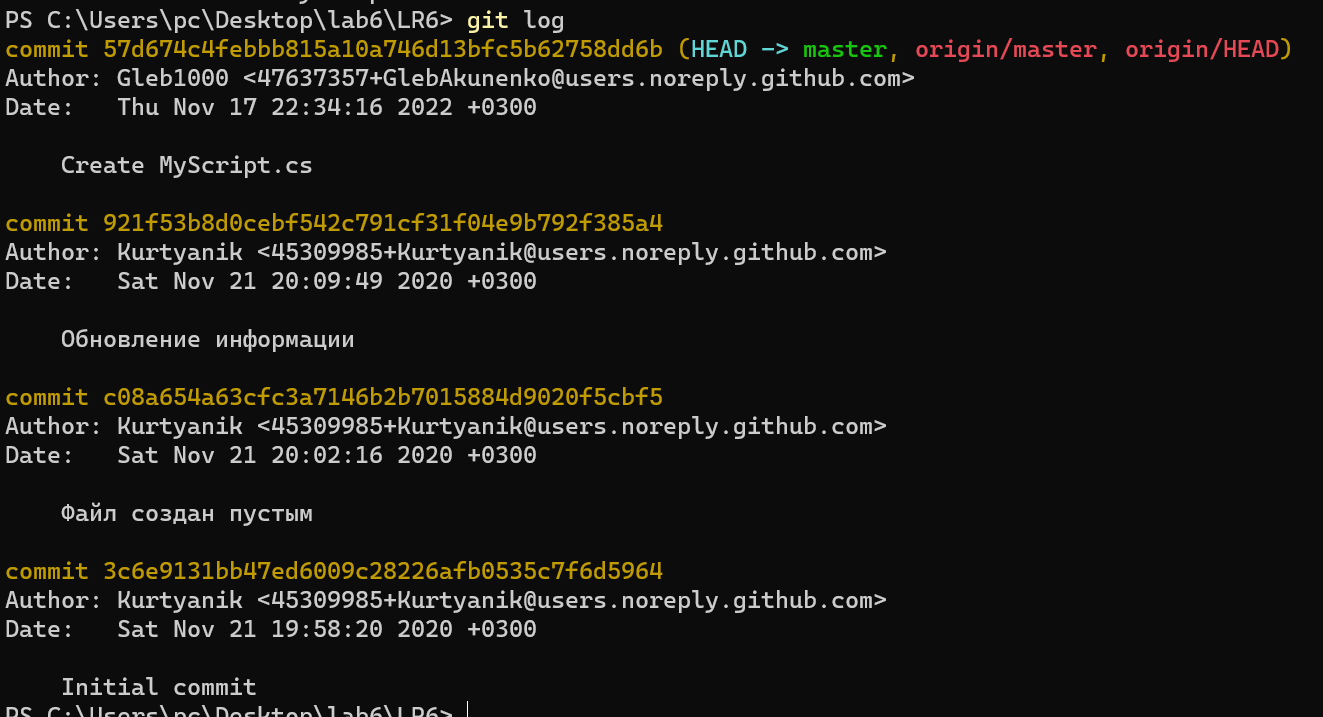 PS C:\Users\pc\Desktop\lab6\LR6> git log
commit 57d674c4febbb815a10a746d13bfc5b62758dd6b (HEAD -> master, origin/master, origin/HEAD)
Author: Gleb1000 <47637357+GlebAkunenko@users.noreply.github.com>
Date:   Thu Nov 17 22:34:16 2022 +0300
    Create MyScript.cs
commit 921f53b8d0cebf542c791cf31f04e9b792f385a4
Author: Kurtyanik <45309985+Kurtyanik@users.noreply.github.com>
Date:   Sat Nov 21 20:09:49 2020 +0300
    Обновление информации
commit c08a654a63cfc3a7146b2b7015884d9020f5cbf5
Author: Kurtyanik <45309985+Kurtyanik@users.noreply.github.com>
Date:   Sat Nov 21 20:02:16 2020 +0300
    Файл создан пустым
commit 3c6e9131bb47ed6009c28226afb0535c7f6d5964
Author: Kurtyanik <45309985+Kurtyanik@users.noreply.github.com>
Date:   Sat Nov 21 19:58:20 2020 +0300
    Initial commit
PS C:\Users\pc\Desktop\lab6\LR6>